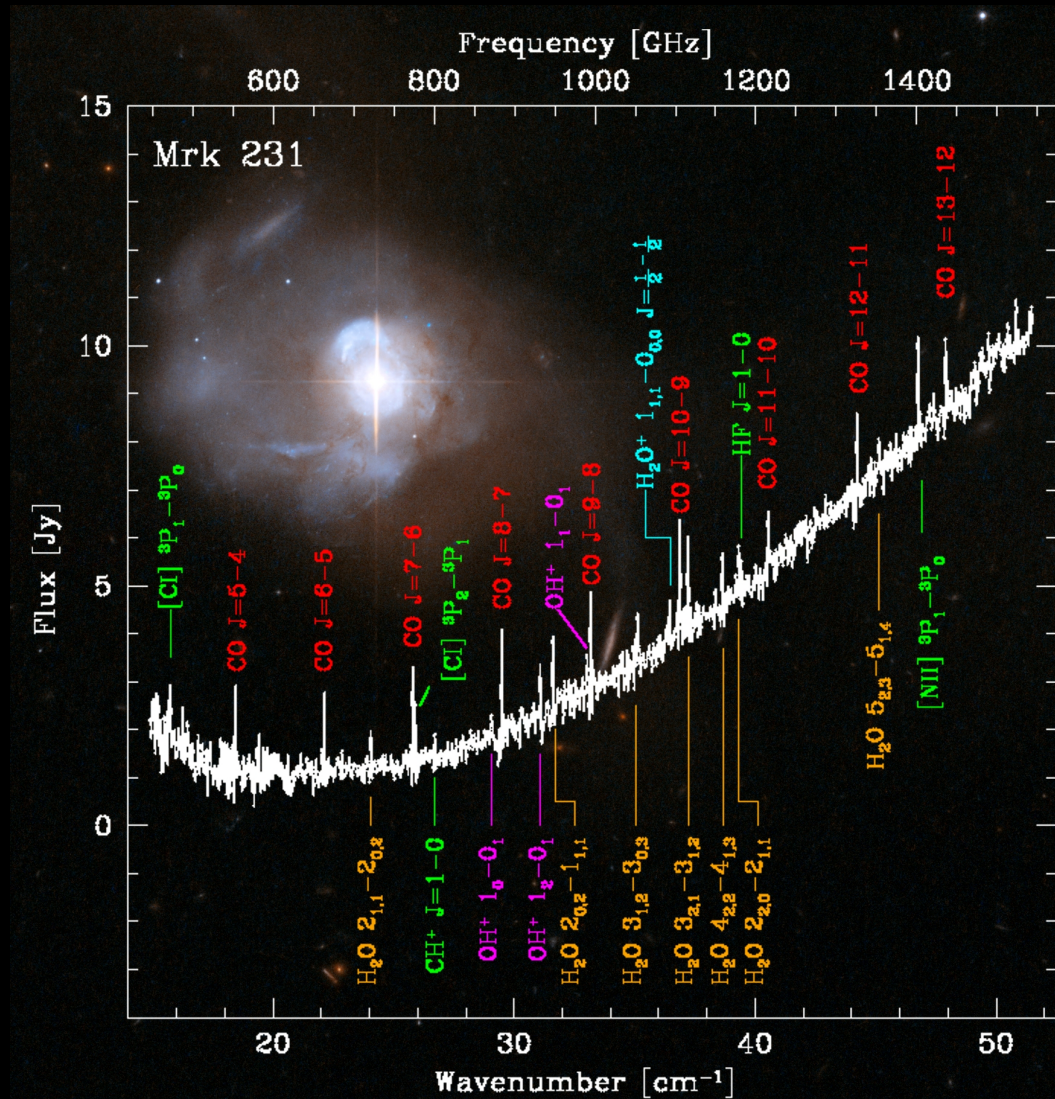 Frequency [GHz]
600 800 1000 1200 1400
15
10
5
0
Flux [Jy]
Mrk 231
[CI] ³P₁-³P₀
CO J=5-4
CO J=6-5
CO J=7-6
[CI] ³P₂-³P₁
CO J=8-7
OH⁺ 1₁-0₁
CO J=9-8
H₂O⁺ 1₁,₁-0₀,₀ J=½-½
CO J=10-9
HF J=1-0
CO J=11-10
CO J=12-11
CO J=13-12
H₂O 5₂,₃-5₁,₄
[NII] ³P₁-³P₀
H₂O 2₁,₁-2₀,₂
CH⁺ J=1-0
OH⁺ 1₀-0₁
OH⁺ 1₂-0₁
H₂O 2₀,₂-1₁,₁
H₂O 3₁,₂-3₀,₃
H₂O 3₂,₁-3₁,₂
H₂O 4₂,₂-4₁,₃
H₂O 2₂,₀-2₁,₁
20 30 40 50
Wavenumber [cm⁻¹]